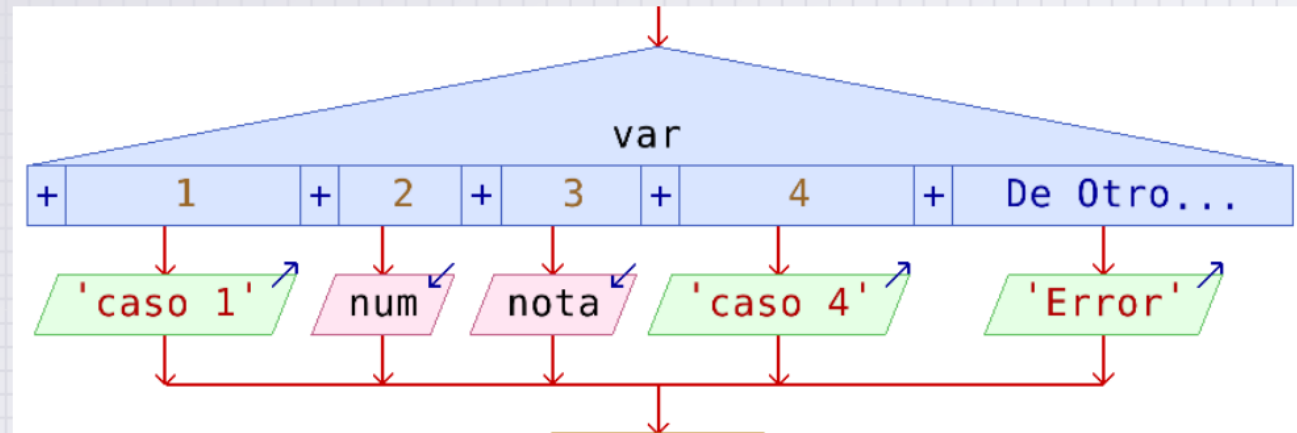 var
+ 1 + 2 + 3 + 4 + De Otro...
'caso 1' num nota 'caso 4' 'Error'